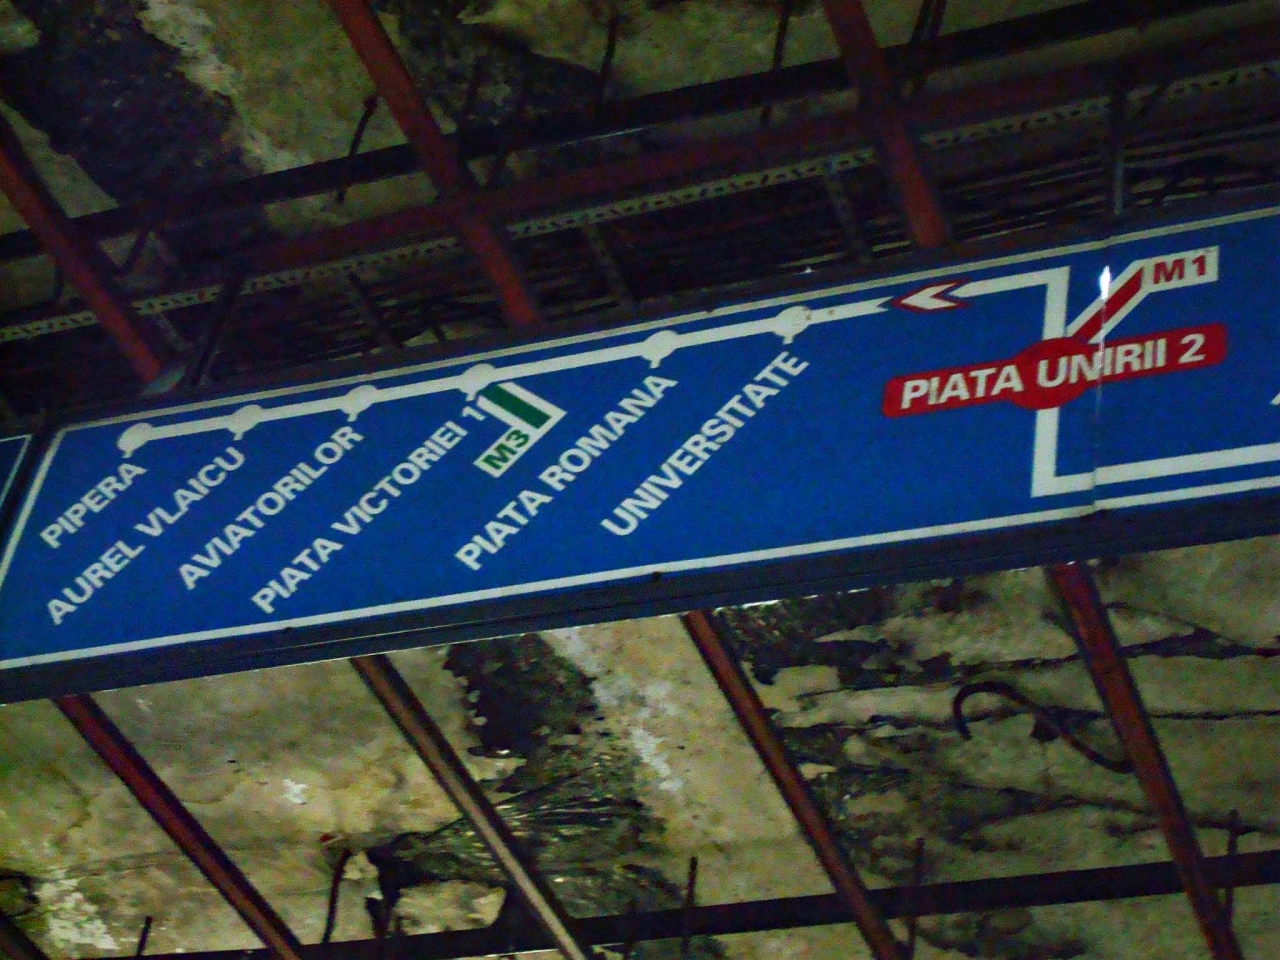 PIPERA
AUREL VLAICU
AVIATORILOR
PIATA VICTORIEI 1
M3
PIATA ROMANA
UNIVERSITATE
PIATA UNIRII 2
M1